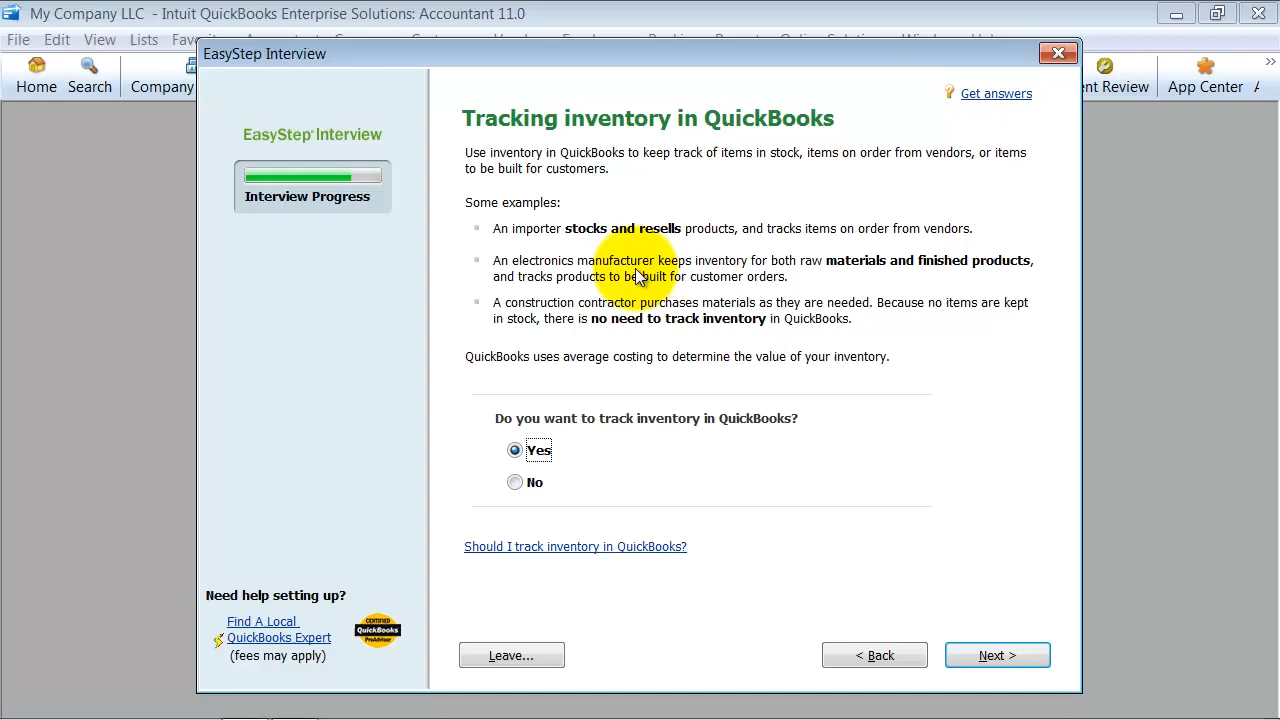 My Company LLC - Intuit QuickBooks Enterprise Solutions: Accountant 11.0
File Edit View Lists
EasyStep Interview
Home Search Company
nt Review App Center
Get answers
Tracking inventory in QuickBooks
EasyStep Interview
Use inventory in QuickBooks to keep track of items in stock, items on order from vendors, or items
to be built for customers.
Interview Progress
Some examples:
An importer stocks and resells products, and tracks items on order from vendors.
An electronics manufacturer keeps inventory for both raw materials and finished products,
and tracks products to be built for customer orders.
A construction contractor purchases materials as they are needed. Because no items are kept
in stock, there is no need to track inventory in QuickBooks.
QuickBooks uses average costing to determine the value of your inventory.
Do you want to track inventory in QuickBooks?
Yes
No
Should I track inventory in QuickBooks?
Need help setting up?
Find A Local
QuickBooks Expert
(fees may apply)
CERTIFIED
QuickBooks
ProAdvisor
Leave...
< Back
Next >